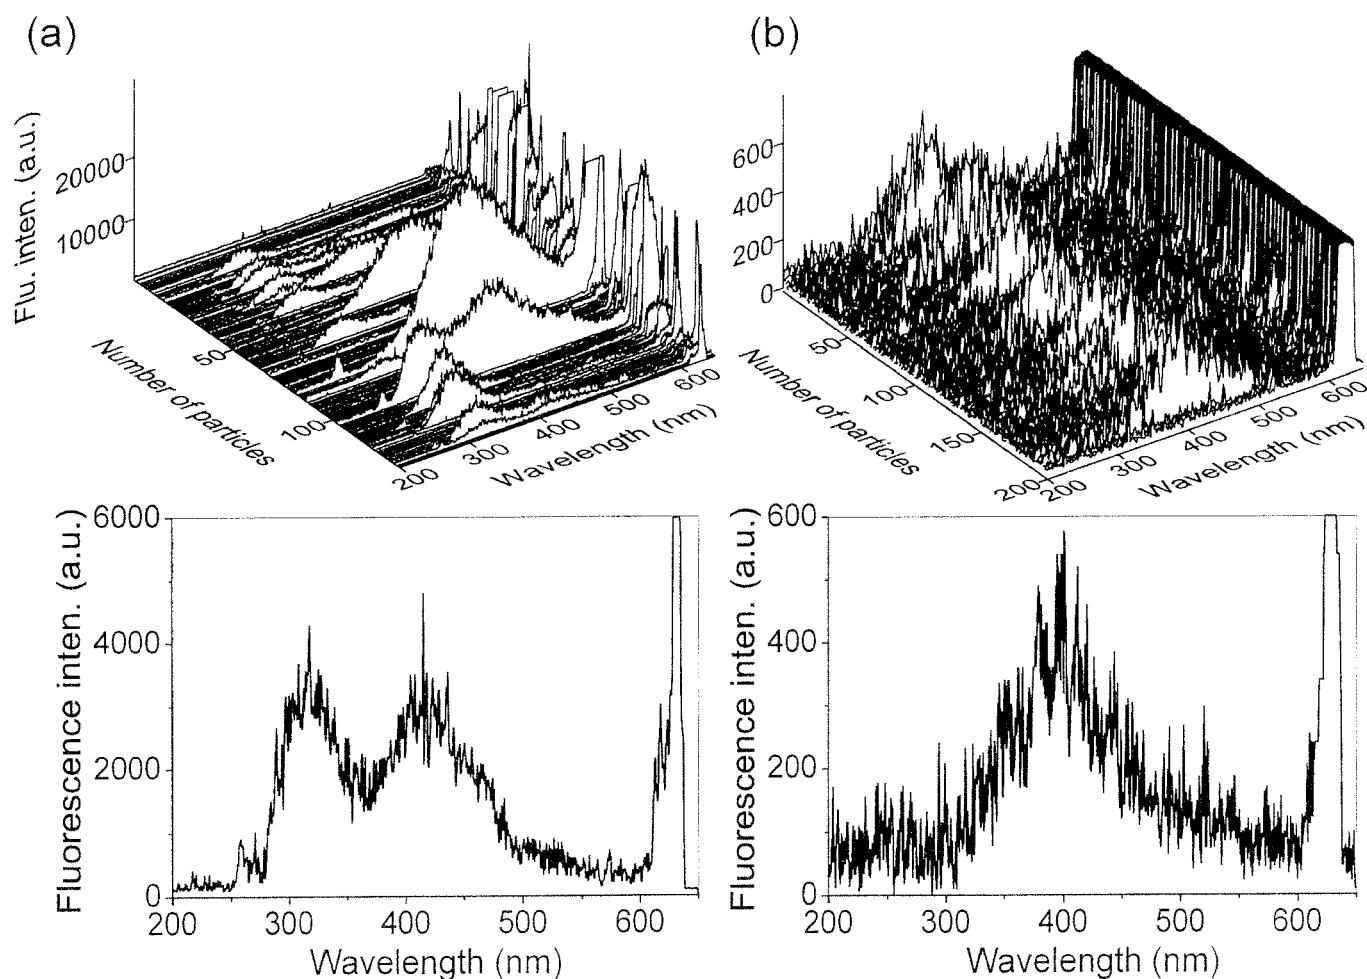 (a)
Flu. inten. (a.u.)
20000
10000
50
100
Number of particles
200
300
400
500
600
Wavelength (nm)
(b)
600
400
200
0
50
100
150
200
Number of particles
200
300
400
500
600
Wavelength (nm)
Fluorescence inten. (a.u.)
6000
4000
2000
0
200 300 400 500 600
Wavelength (nm)
Fluorescence inten. (a.u.)
600
400
200
0
200 300 400 500 600
Wavelength (nm)